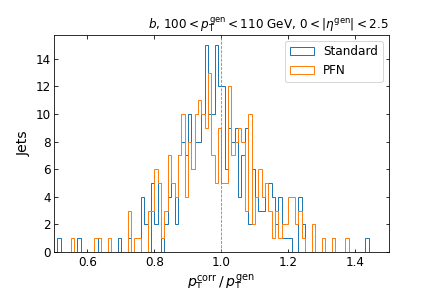 b, 100 < p_T^gen < 110 GeV, 0 < |η^gen| < 2.5
Standard
PFN
Jets
14
12
10
8
6
4
2
0
0.6 0.8 1.0 1.2 1.4
p_T^corr / p_T^gen